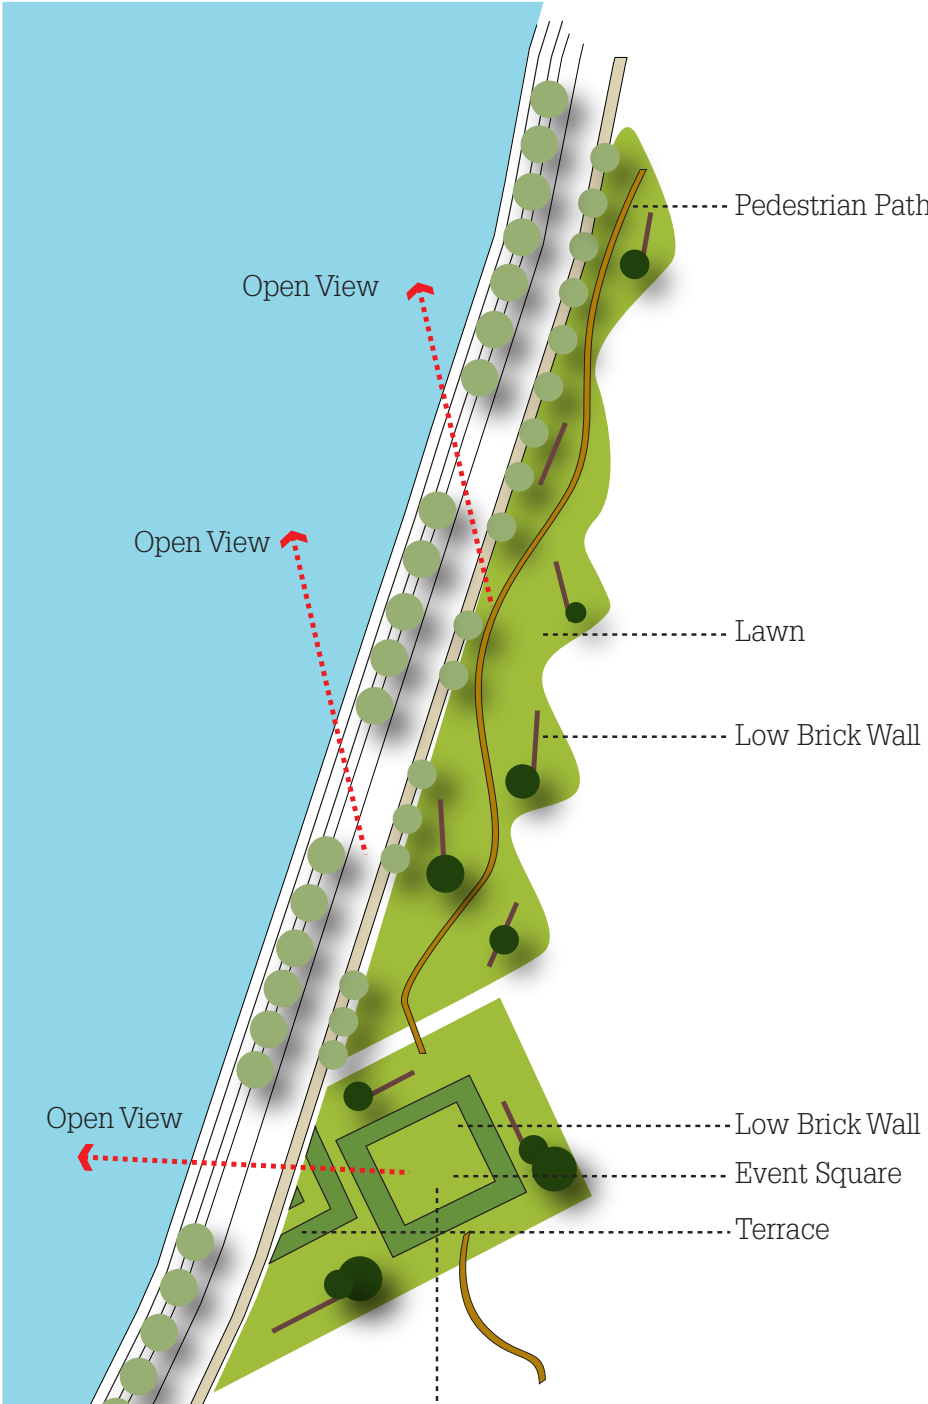 Pedestrian Path
Open View
Open View
Lawn
Low Brick Wall
Open View
Low Brick Wall
Event Square
Terrace